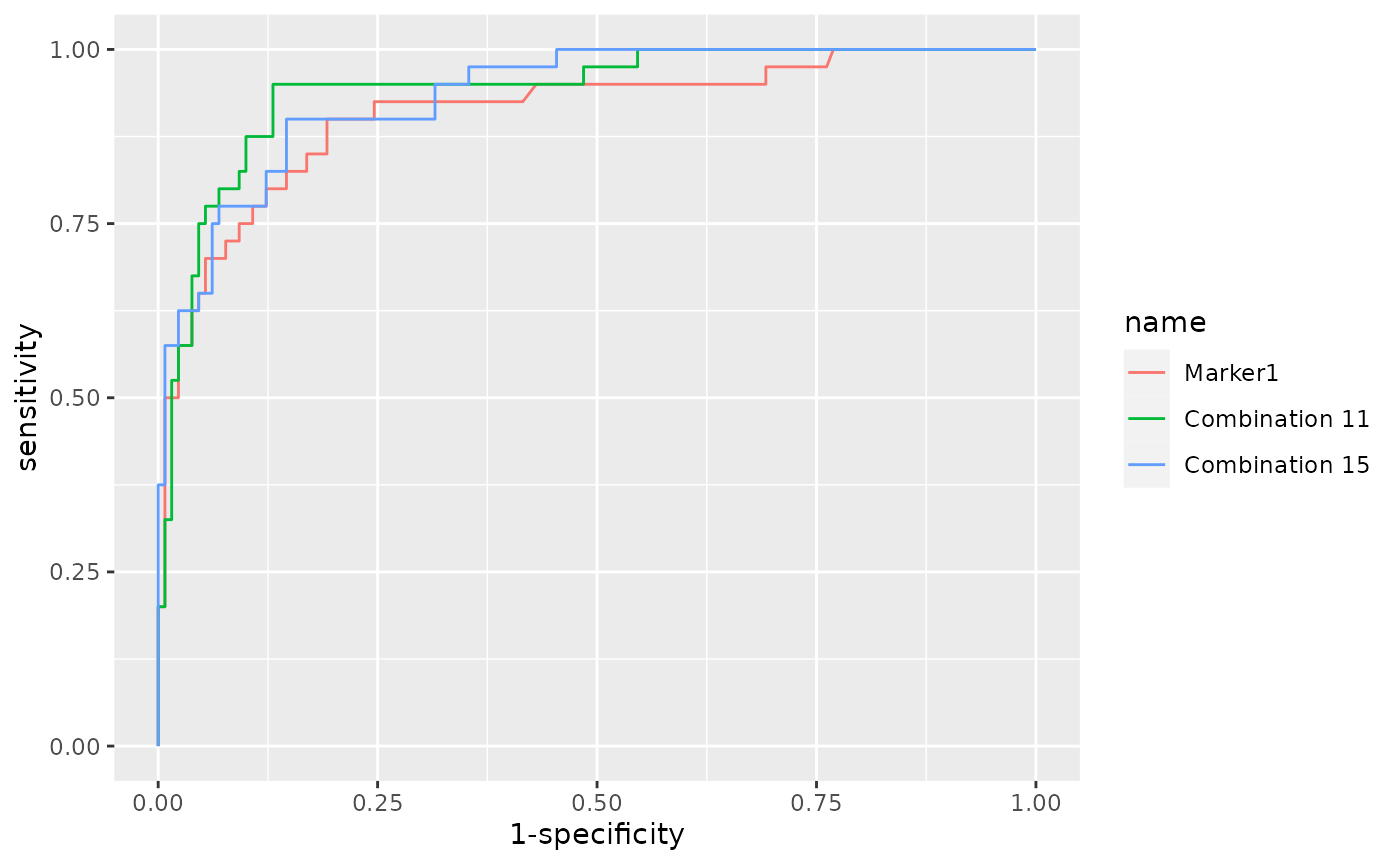 1.00
0.75
0.50
0.25
0.00
sensitivity
0.00 0.25 0.50 0.75 1.00
1-specificity
name
Marker1
Combination 11
Combination 15